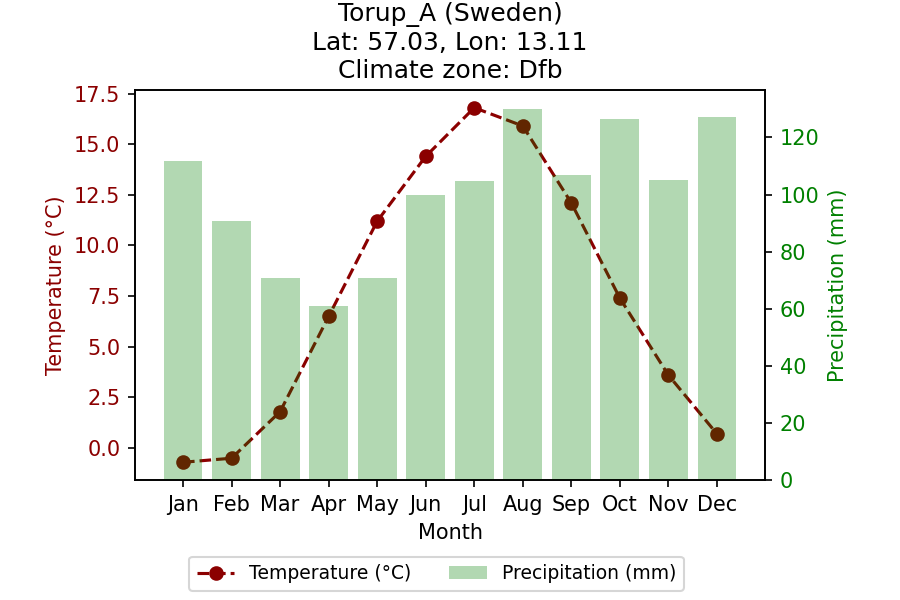 Torup_A (Sweden)
Lat: 57.03, Lon: 13.11
Climate zone: Dfb
Temperature (°C)
17.5
15.0
12.5
10.0
7.5
5.0
2.5
0.0
120
100
80
60
40
20
0
Precipitation (mm)
Jan Feb Mar Apr May Jun Jul Aug Sep Oct Nov Dec
Month
Temperature (°C) Precipitation (mm)